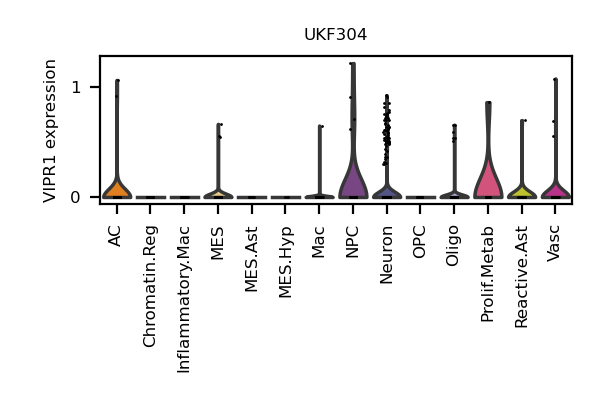 UKF304
VIPR1 expression
1
0
AC
Chromatin.Reg
Inflammatory.Mac
MES
MES.Ast
MES.Hyp
Mac
NPC
Neuron
OPC
Oligo
Prolif.Metab
Reactive.Ast
Vasc